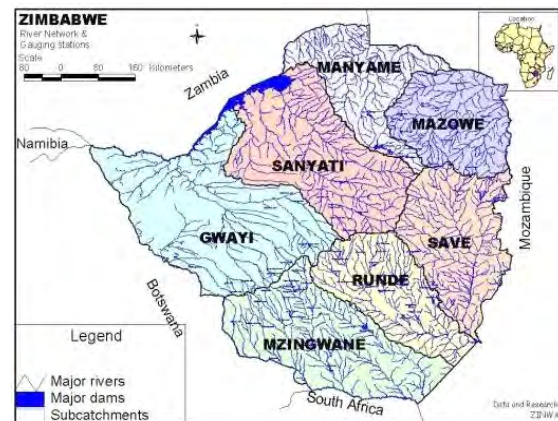 ZIMBABWE
River Network &
Gauging stations
Scale
80 0 80 160 Kilometers
Location
Zambia
MANYAME
MAZOWE
Namibia
SANYATI
Mozambique
GWAYI
SAVE
RUNDE
Botswana
MZINGWANE
South Africa
Legend
Major rivers
Major dams
Subcatchments
Data and Research
ZINWA